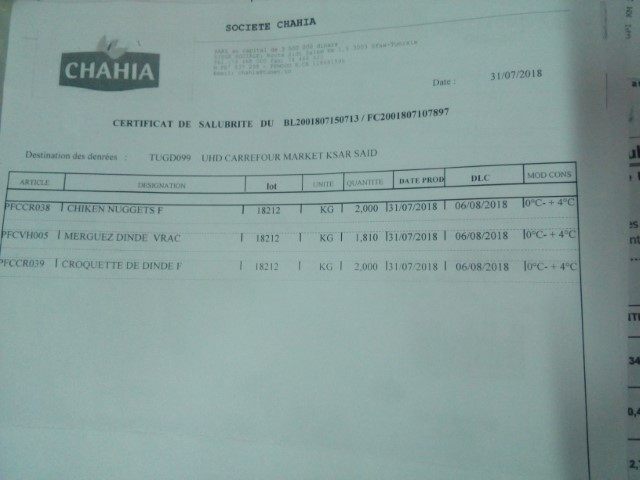 SOCIETE CHAHIA
CHAHIA
Date : 31/07/2018
CERTIFICAT DE SALUBRITE DU BL2001807150713 / FC2001807107897
Destination des denrées : TUGD099 UHD CARREFOUR MARKET KSAR SAID
ARTICLE DESIGNATION lot UNITE QUANTITE DATE PROD DLC MOD CONS
PFCCR038 CHIKEN NUGGETS F 18212 KG 2,000 31/07/2018 06/08/2018 0°C- + 4°C
PFCVH005 MERGUEZ DINDE VRAC 18212 KG 1,810 31/07/2018 06/08/2018 0°C- + 4°C
PFCCR039 CROQUETTE DE DINDE F 18212 KG 2,000 31/07/2018 06/08/2018 0°C- + 4°C